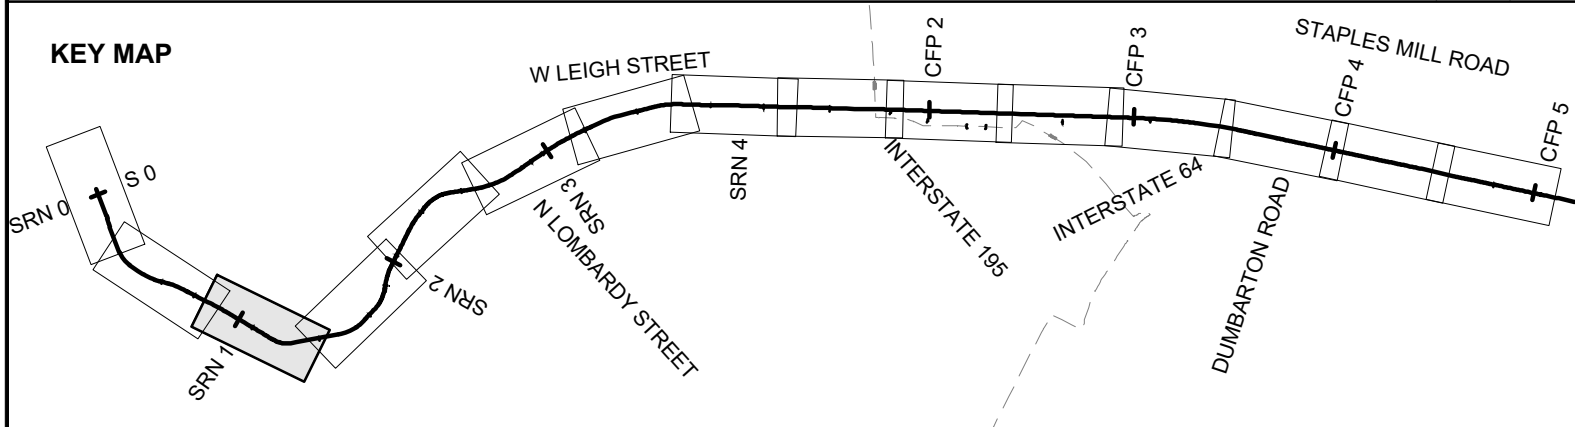 KEY MAP
S 0
SRN 0
SRN 1
SRN 2
SRN 3
N LOMBARDY STREET
W LEIGH STREET
SRN 4
CFP 2
INTERSTATE 195
CFP 3
INTERSTATE 64
DUMBARTON ROAD
STAPLES MILL ROAD
CFP 4
CFP 5